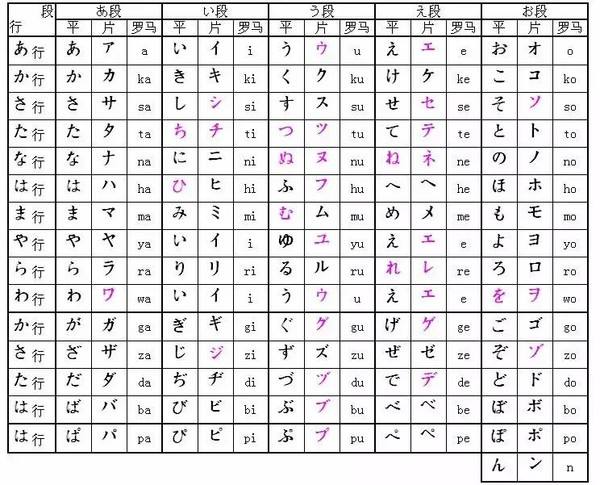 段 あ段 い段 う段 え段 お段
行 平 片 罗马 平 片 罗马 平 片 罗马 平 片 罗马 平 片 罗马
あ行 あ ア a い イ i う ウ u え エ e お オ o
か行 か カ ka き キ ki く ク ku け ケ ke こ コ ko
さ行 さ サ sa し シ si す ス su せ セ se そ ソ so
た行 た タ ta ち チ ti つ ツ tu て テ te と ト to
な行 な ナ na に ニ ni ぬ ヌ nu ね ネ ne の ノ no
は行 は ハ ha ひ ヒ hi ふ フ hu へ ヘ he ほ ホ ho
ま行 ま マ ma み ミ mi む ム mu め メ me も モ mo
や行 や ヤ ya い イ i ゆ ユ yu え エ e よ ヨ yo
ら行 ら ラ ra り リ ri る ル ru れ レ re ろ ロ ro
わ行 わ ワ wa い イ i う ウ u え エ e を ヲ wo
か行 が ガ ga ぎ ギ gi ぐ グ gu げ ゲ ge ご ゴ go
さ行 ざ ザ za じ ジ zi ず ズ zu ぜ ゼ ze ぞ ゾ zo
た行 だ ダ da ぢ ヂ di づ ヅ du で デ de ど ド do
は行 ば バ ba び ビ bi ぶ ブ bu べ ベ be ぼ ボ bo
は行 ぱ パ pa ぴ ピ pi ぷ プ pu ぺ ペ pe ぽ ポ po
ん ン n